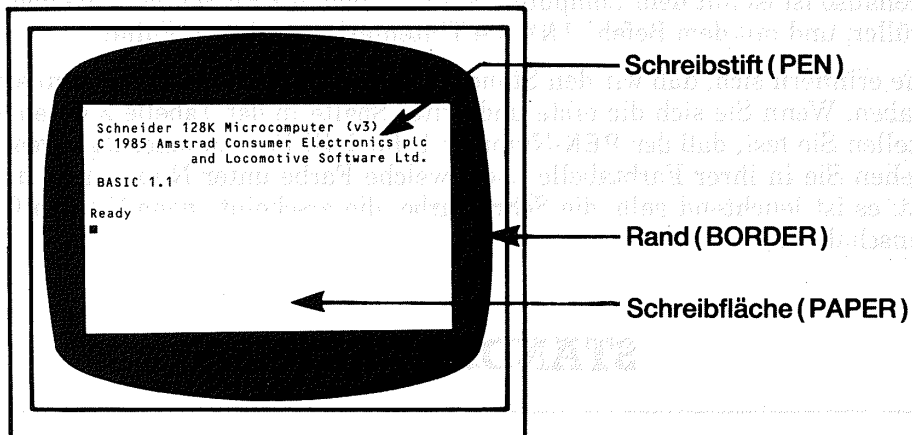 Schreibstift (PEN)
Schneider 128K Microcomputer (v3)
C 1985 Amstrad Consumer Electronics plc
and Locomotive Software Ltd.
BASIC 1.1
Ready
Rand (BORDER)
Schreibfläche (PAPER)